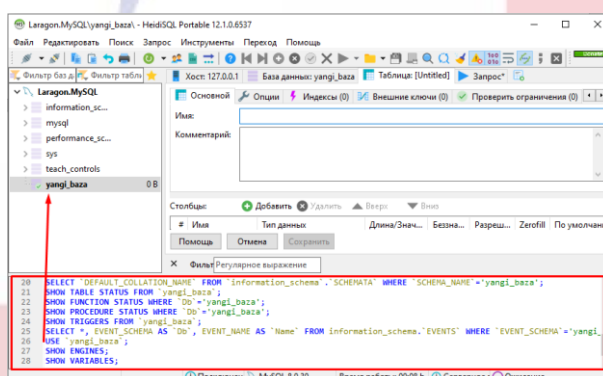 Laragon.MySQL\yangi_baza\ - HeidiSQL Portable 12.1.0.6537
Файл Редактировать Поиск Запрос Инструменты Переход Помощь
Фильтр баз д Фильтр табли Хост: 127.0.0.1 База данных: yangi_baza Таблица: [Untitled] Запрос*
Laragon.MySQL
information_sc...
mysql
performance_sc...
sys
teach_controls
yangi_baza 0 B
Основной Опции Индексы (0) Внешние ключи (0) Проверить ограничения (0)
Имя:
Комментарий:
Столбцы: Добавить Удалить Вверх Вниз
# Имя Тип данных Длина/Знач... Беззна... Разреш... Zerofill По умолчан
Помощь Отмена Сохранить
Фильт Регулярное выражение
20 SELECT `DEFAULT_COLLATION_NAME` FROM `information_schema`.`SCHEMATA` WHERE `SCHEMA_NAME`='yangi_baza';
21 SHOW TABLE STATUS FROM `yangi_baza`;
22 SHOW FUNCTION STATUS WHERE `Db`='yangi_baza';
23 SHOW PROCEDURE STATUS WHERE `Db`='yangi_baza';
24 SHOW TRIGGERS FROM `yangi_baza`;
25 SELECT *, EVENT_SCHEMA AS `Db`, EVENT_NAME AS `Name` FROM information_schema.`EVENTS` WHERE `EVENT_SCHEMA`='yangi_
26 USE `yangi_baza`;
27 SHOW ENGINES;
28 SHOW VARIABLES;